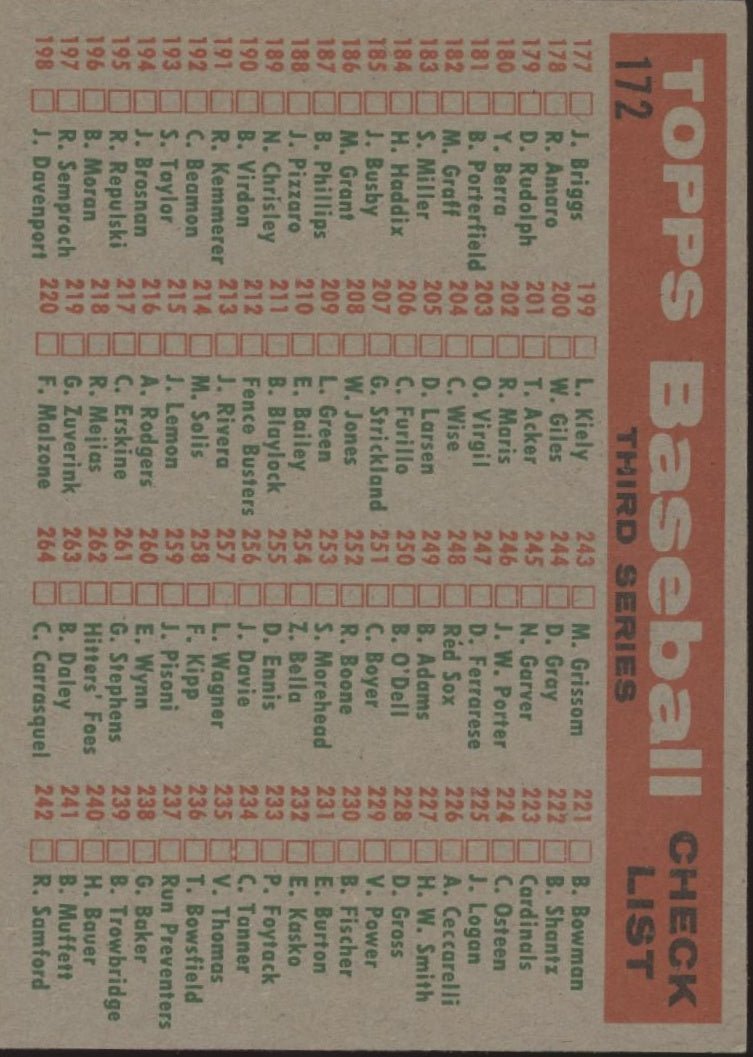 TOPPS Baseball CHECK LIST
172 THIRD SERIES
177 J. Briggs
178 R. Amaro
179 D. Rudolph
180 Y. Berra
181 B. Porterfield
182 M. Graff
183 S. Miller
184 H. Haddix
185 J. Busby
186 M. Grant
187 B. Phillips
188 J. Pizzaro
189 N. Chrisley
190 B. Virdon
191 R. Kemmerer
192 C. Beamon
193 S. Taylor
194 J. Brosnan
195 R. Repulski
196 B. Moran
197 R. Semproch
198 J. Davenport
199 L. Kiely
200 W. Giles
201 T. Acker
202 R. Maris
203 O. Virgil
204 C. Wise
205 D. Larsen
206 C. Furillo
207 G. Strickland
208 W. Jones
209 L. Green
210 E. Bailey
211 B. Blaylock
212 Fence Busters
213 J. Rivera
214 M. Solis
215 J. Lemon
216 A. Rodgers
217 C. Erskine
218 R. Mejias
219 G. Zuverink
220 F. Malzone
243 M. Grissom
244 D. Gray
245 N. Garver
246 J. W. Porter
247 D. Ferrarese
248 Red Sox
249 B. Adams
250 B. O'Dell
251 C. Boyer
252 R. Boone
253 S. Morehead
254 Z. Bella
255 D. Ennis
256 J. Davie
257 L. Wagner
258 F. Kipp
259 J. Pisoni
260 E. Wynn
261 G. Stephens
262 Hitters' Foes
263 B. Daley
264 C. Carrasquel
221 B. Bowman
222 B. Shantz
223 Cardinals
224 C. Osteen
225 J. Logan
226 A. Ceccarelli
227 H. W. Smith
228 D. Gross
229 V. Power
230 B. Fischer
231 E. Burton
232 E. Kasko
233 P. Foytack
234 C. Tanner
235 V. Thomas
236 T. Bowsfield
237 Run Preventers
238 G. Baker
239 B. Trowbridge
240 H. Bauer
241 B. Muffett
242 R. Samford